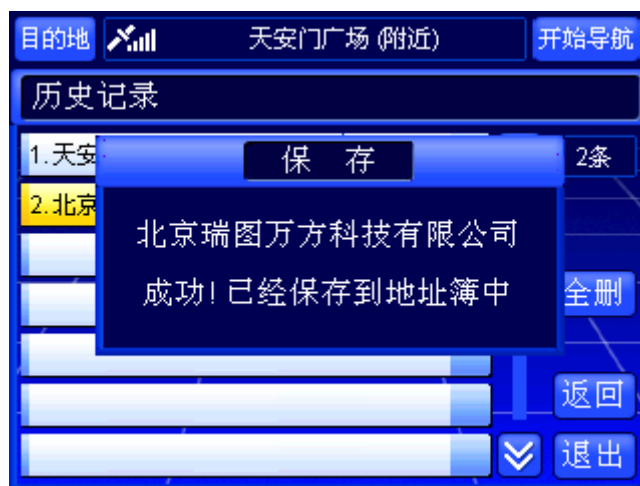 目的地
天安门广场(附近)
开始导航
历史记录
1.天安
2条
保 存
2.北京
北京瑞图万方科技有限公司
成功!已经保存到地址簿中
全删
返回
退出